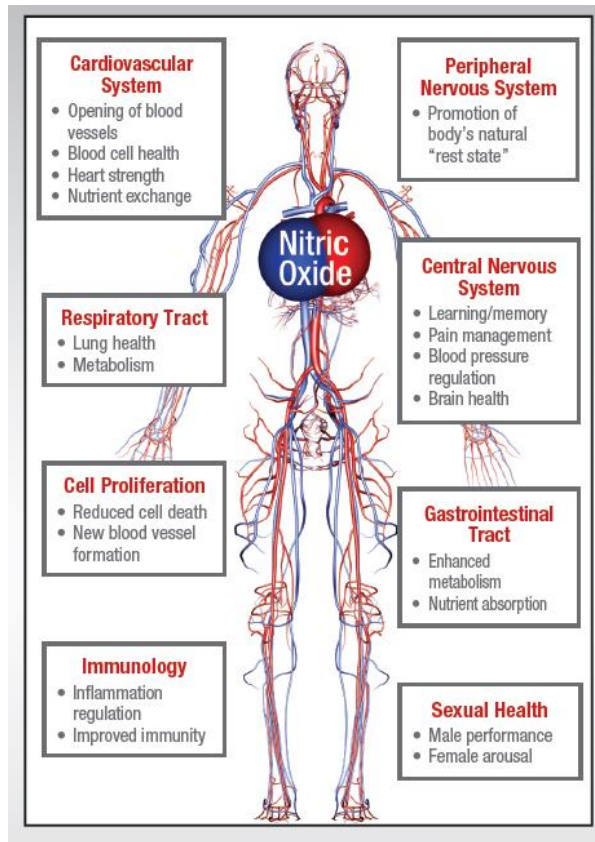 Cardiovascular
System
• Opening of blood
vessels
• Blood cell health
• Heart strength
• Nutrient exchange
Peripheral
Nervous System
• Promotion of
body's natural
“rest state”
Nitric
Oxide
Respiratory Tract
• Lung health
• Metabolism
Central Nervous
System
• Learning/memory
• Pain management
• Blood pressure
regulation
• Brain health
Cell Proliferation
• Reduced cell death
• New blood vessel
formation
Gastrointestinal
Tract
• Enhanced
metabolism
• Nutrient absorption
Immunology
• Inflammation
regulation
• Improved immunity
Sexual Health
• Male performance
• Female arousal